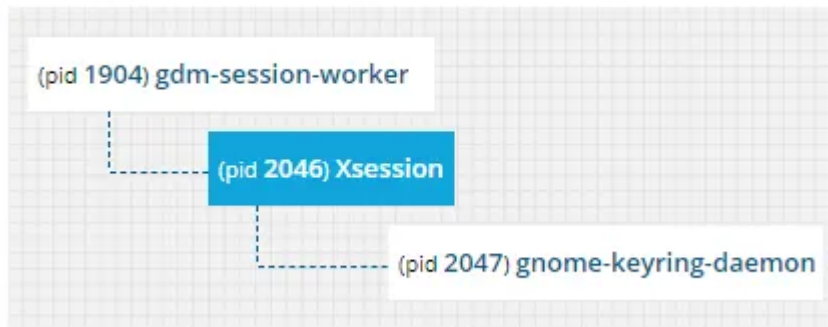 (pid 1904) gdm-session-worker
(pid 2046) Xsession
(pid 2047) gnome-keyring-daemon